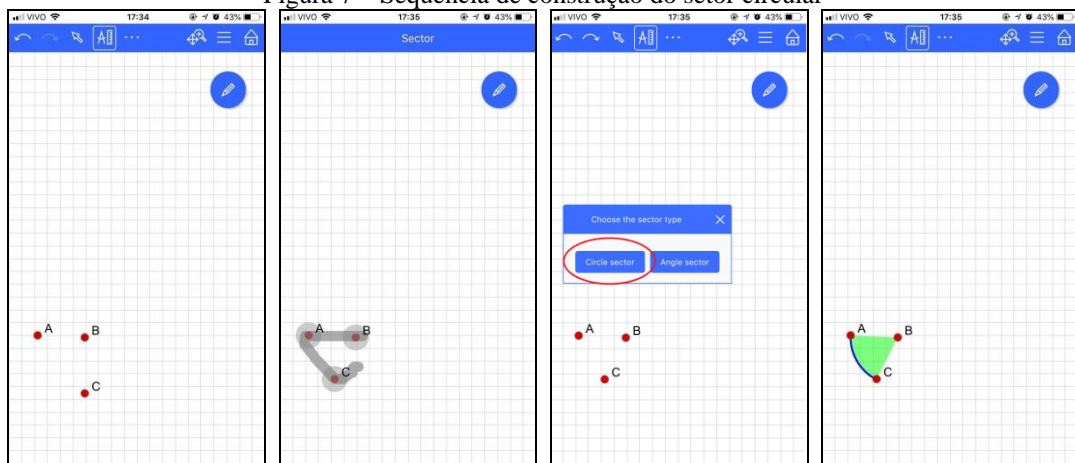 Figura 7 – Sequência de construção do setor circular
VIVO 17:34 43%
A
B
C
VIVO 17:35 43%
Sector
A
B
C
VIVO 17:35 43%
Choose the sector type
Circle sector Angle sector
A
B
C
VIVO 17:35 43%
A
B
C